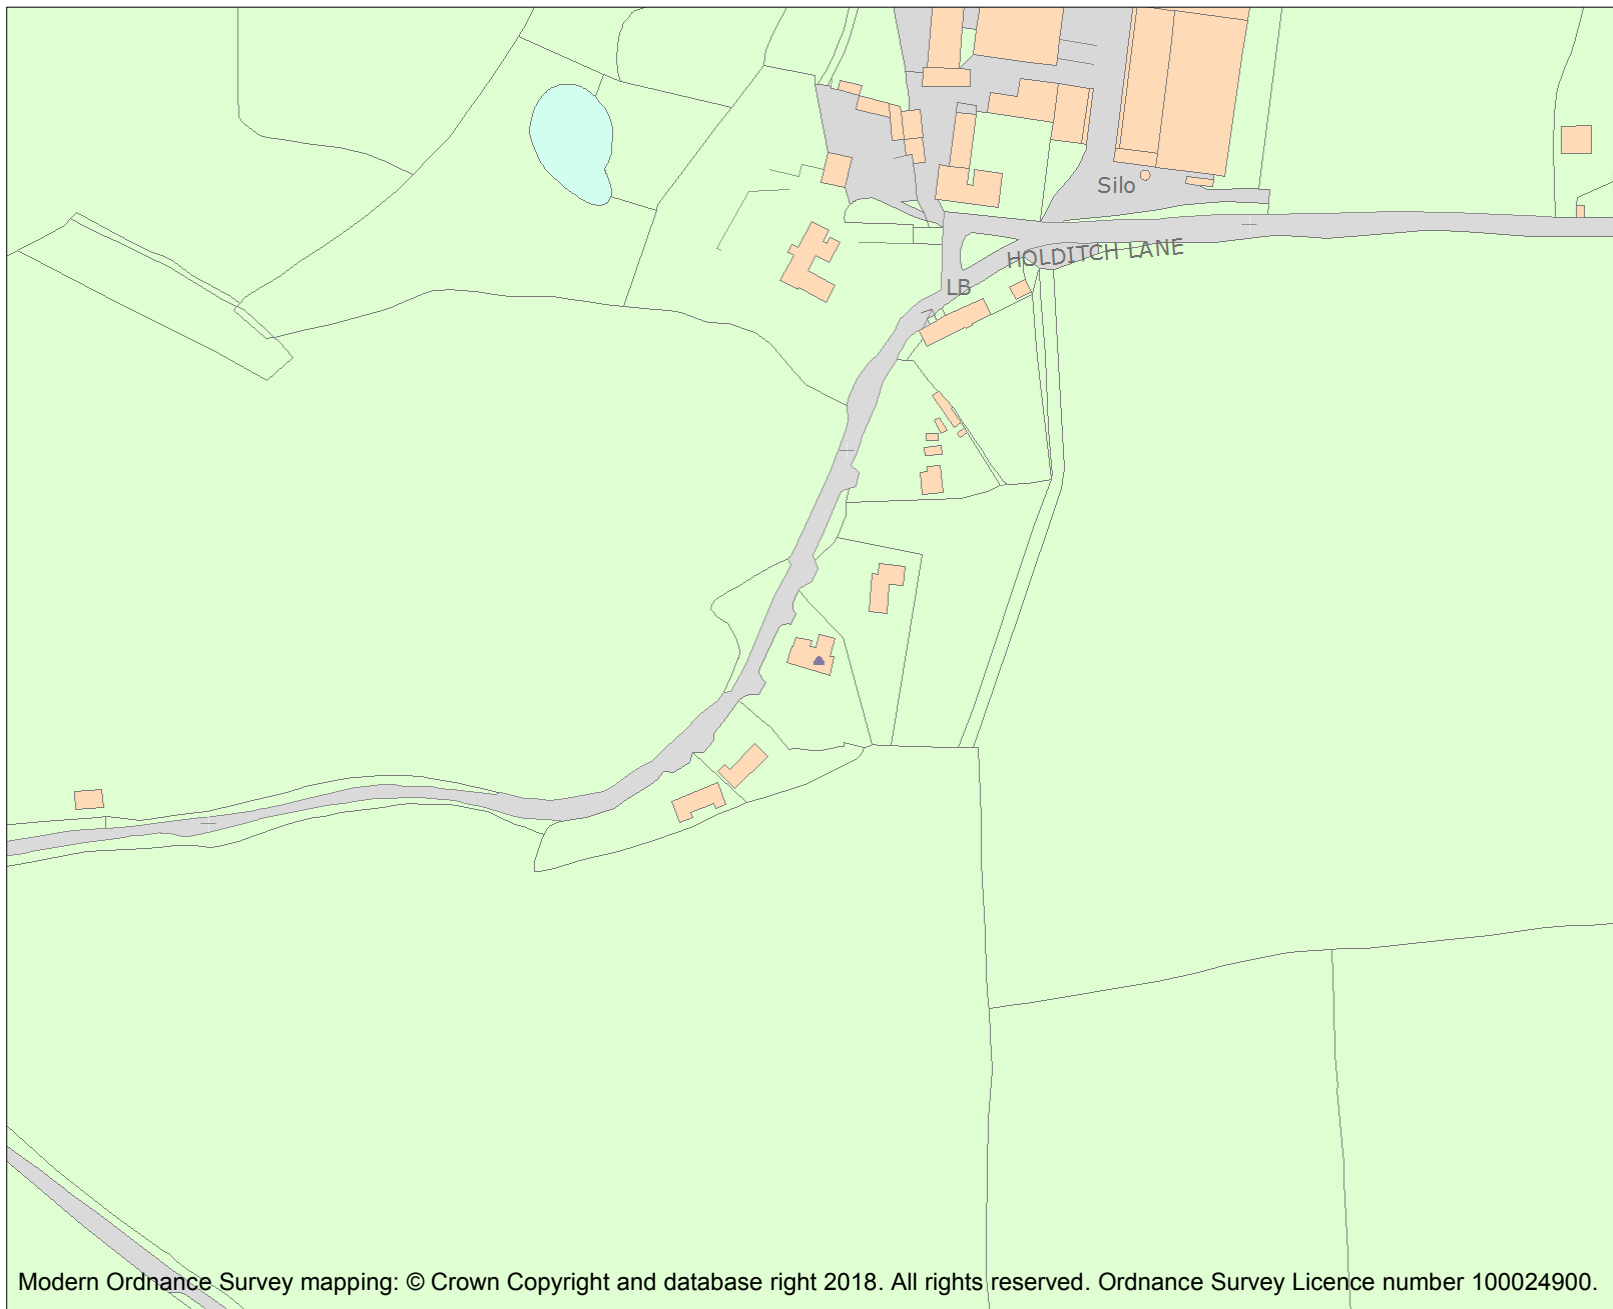 Silo
HOLDITCH LANE
LB
Modern Ordnance Survey mapping: © Crown Copyright and database right 2018. All rights reserved. Ordnance Survey Licence number 100024900.